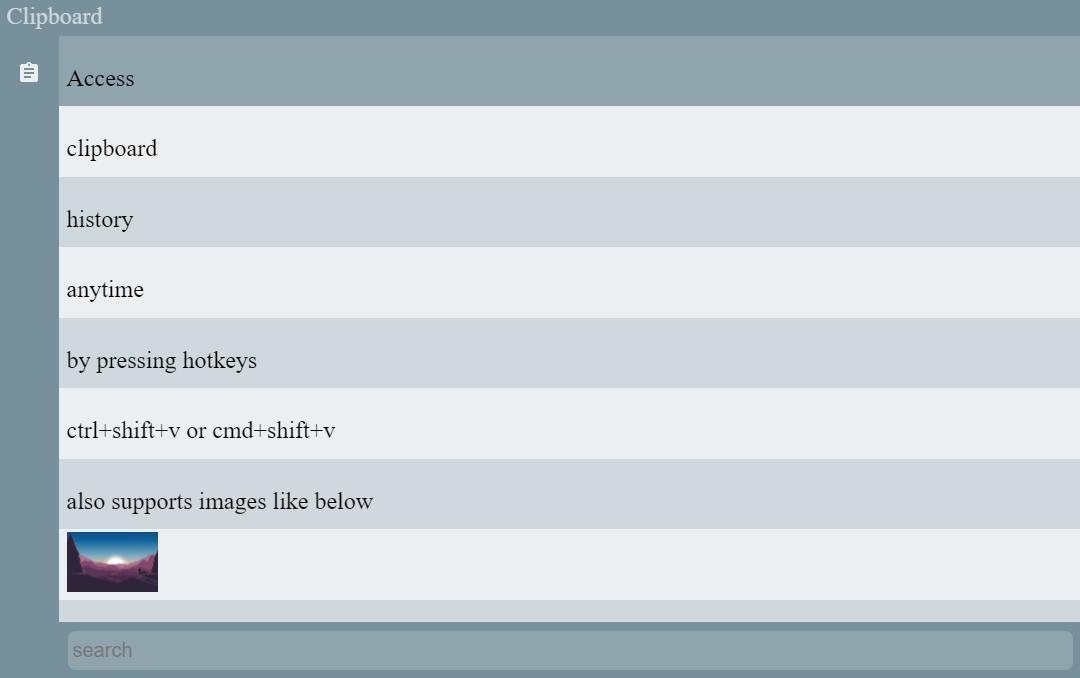 Clipboard
Access
clipboard
history
anytime
by pressing hotkeys
ctrl+shift+v or cmd+shift+v
also supports images like below
search